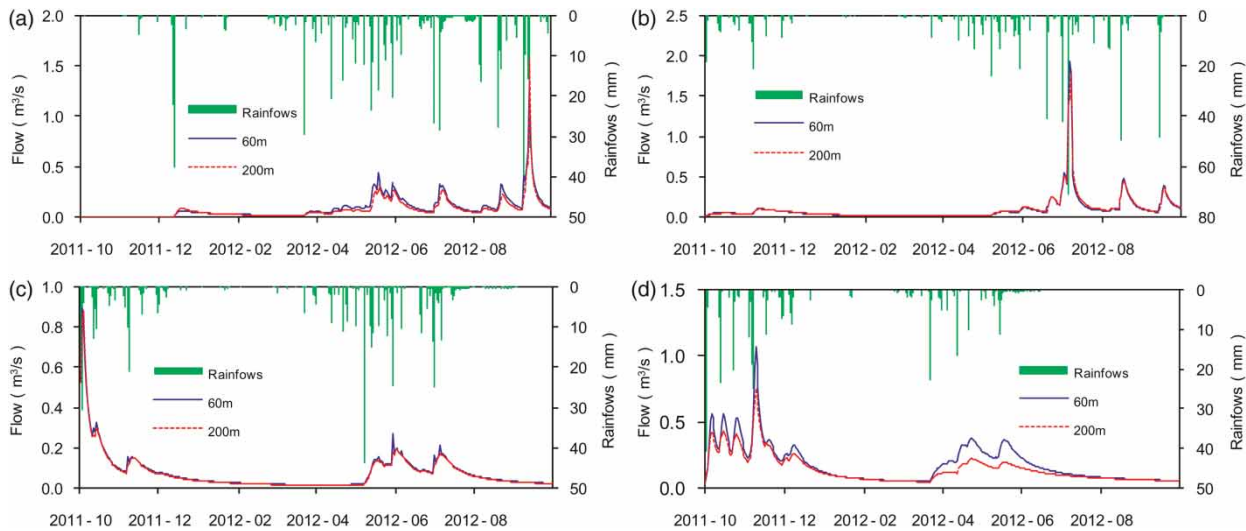 (a)
2.0
1.5
1.0
0.5
0.0
Flow ( m³/s )
0
10
20
30
40
50
Rainfows ( mm )
Rainfows
60m
200m
2011- 10
2011- 12
2012- 02
2012- 04
2012- 06
2012- 08
(b)
2.5
2.0
1.5
1.0
0.5
0.0
Flow ( m³/s )
0
20
40
60
80
Rainfows ( mm )
Rainfows
60m
200m
2011- 10
2011- 12
2012- 02
2012- 04
2012- 06
2012- 08
(c)
1.0
0.8
0.6
0.4
0.2
0.0
Flow ( m³/s )
0
10
20
30
40
50
Rainfows ( mm )
Rainfows
60m
200m
2011- 10
2011- 12
2012- 02
2012- 04
2012- 06
2012- 08
(d)
1.5
1.0
0.5
0.0
Flow ( m³/s )
0
10
20
30
40
50
Rainfows ( mm )
Rainfows
60m
200m
2011- 10
2011- 12
2012- 02
2012- 04
2012- 06
2012- 08